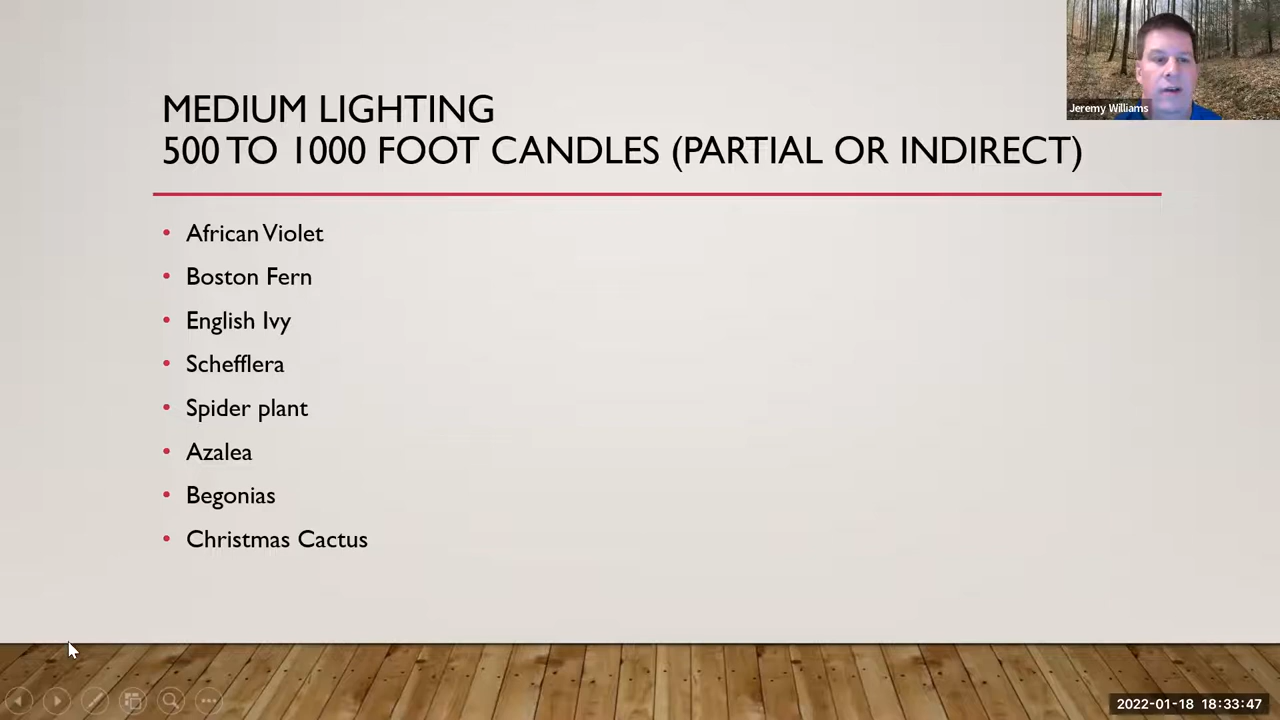 MEDIUM LIGHTING
500 TO 1000 FOOT CANDLES (PARTIAL OR INDIRECT)
Jeremy Williams
• African Violet
• Boston Fern
• English Ivy
• Schefflera
• Spider plant
• Azalea
• Begonias
• Christmas Cactus
2022-01-18 18:33:47